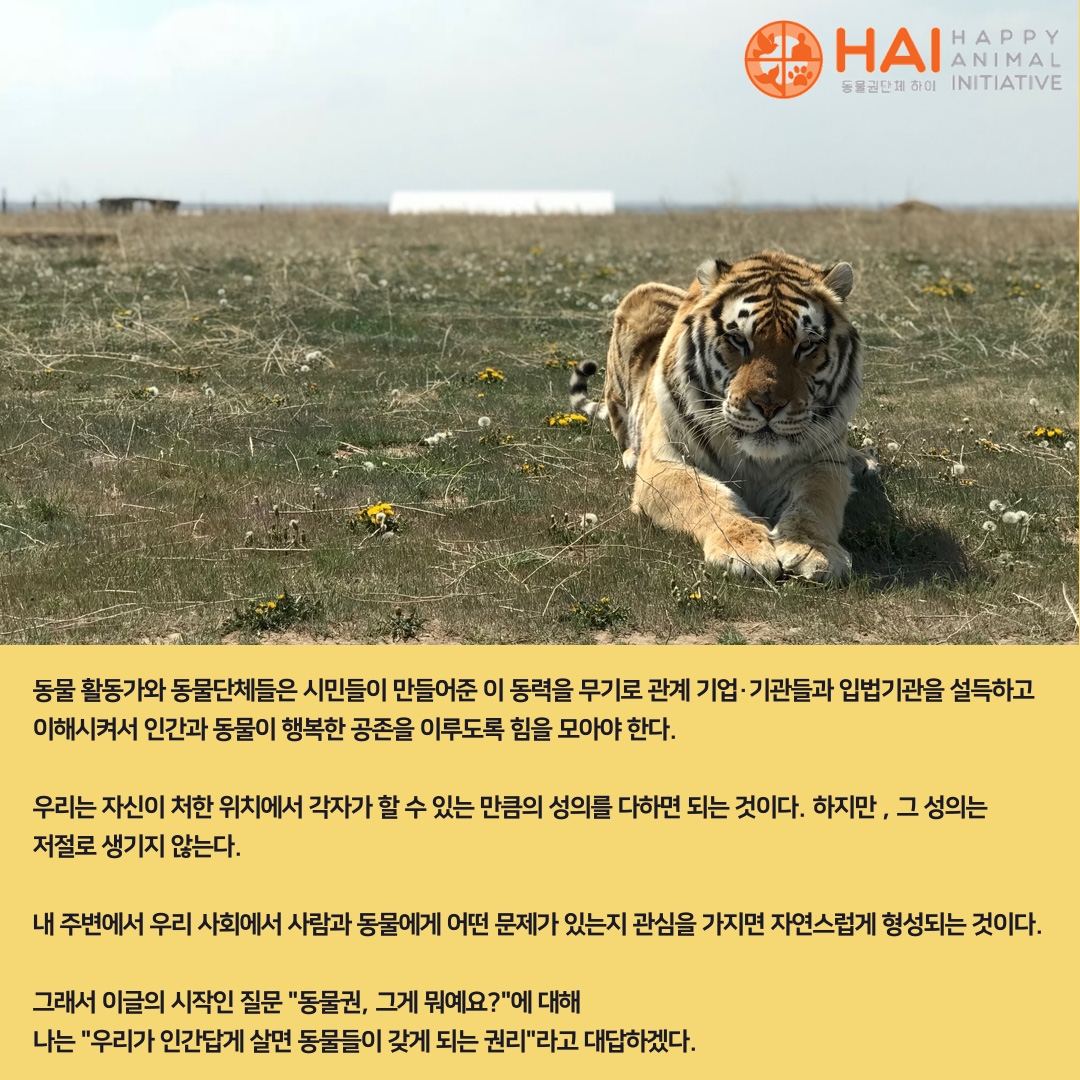 HAI
동물권단체 하이
HAPPY
ANIMAL
INITIATIVE
동물 활동가와 동물단체들은 시민들이 만들어준 이 동력을 무기로 관계 기업·기관들과 입법기관을 설득하고
이해시켜서 인간과 동물이 행복한 공존을 이루도록 힘을 모아야 한다.
우리는 자신이 처한 위치에서 각자가 할 수 있는 만큼의 성의를 다하면 되는 것이다. 하지만 , 그 성의는
저절로 생기지 않는다.
내 주변에서 우리 사회에서 사람과 동물에게 어떤 문제가 있는지 관심을 가지면 자연스럽게 형성되는 것이다.
그래서 이글의 시작인 질문 "동물권, 그게 뭐예요?"에 대해
나는 "우리가 인간답게 살면 동물들이 갖게 되는 권리"라고 대답하겠다.